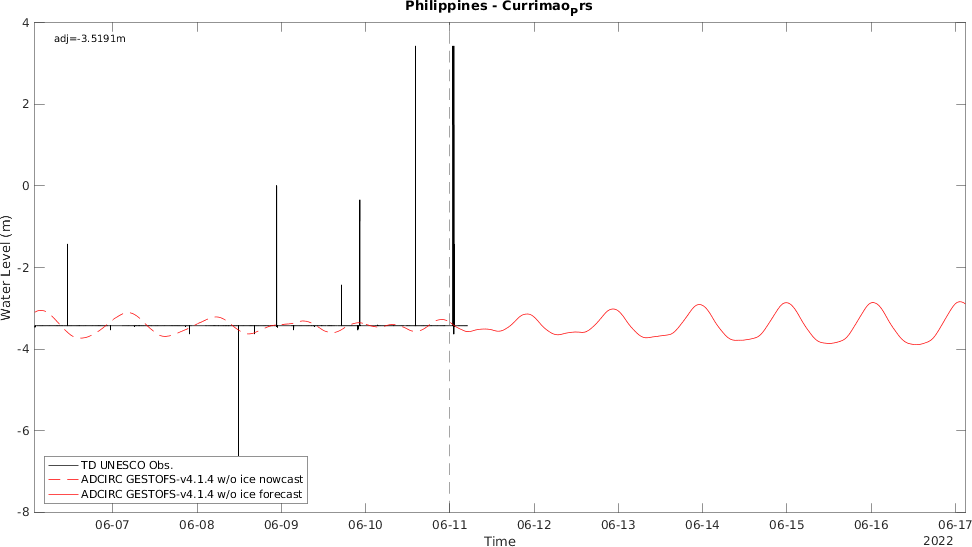 Philippines - Currimao_prs
adj=-3.5191m
4
2
0
-2
-4
-6
-8
Water Level (m)
TD UNESCO Obs.
ADCIRC GESTOFS-v4.1.4 w/o ice nowcast
ADCIRC GESTOFS-v4.1.4 w/o ice forecast
06-07 06-08 06-09 06-10 06-11 06-12 06-13 06-14 06-15 06-16 06-17
Time
2022